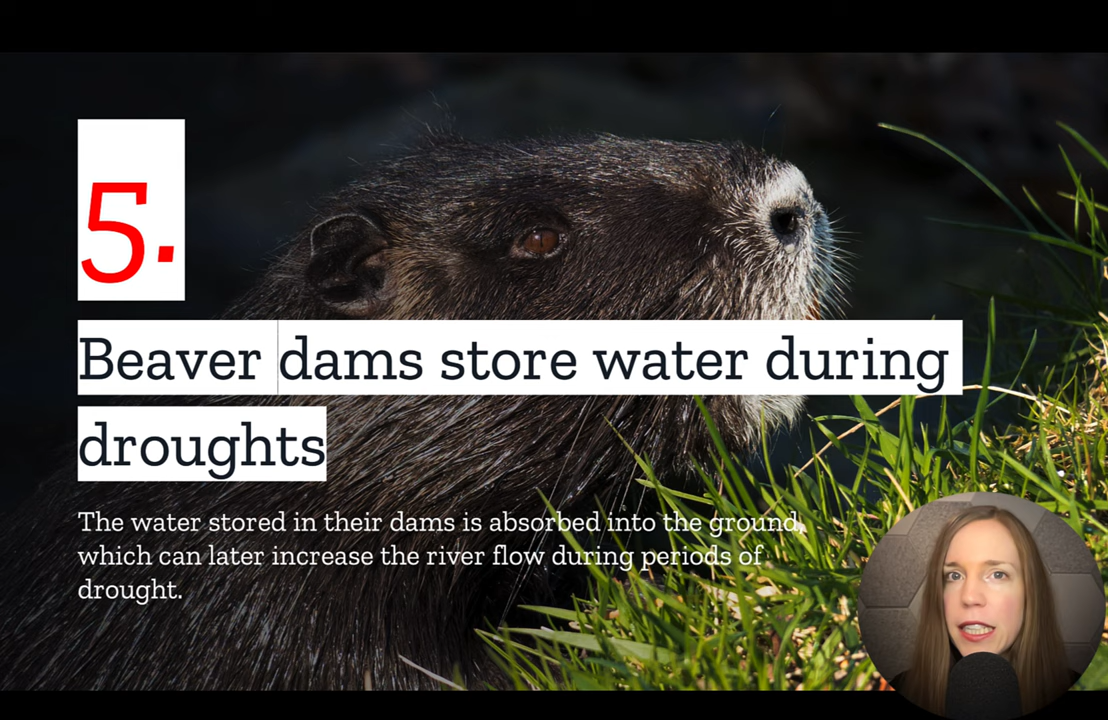 5.
Beaver dams store water during
droughts
The water stored in their dams is absorbed into the ground,
which can later increase the river flow during periods of
drought.